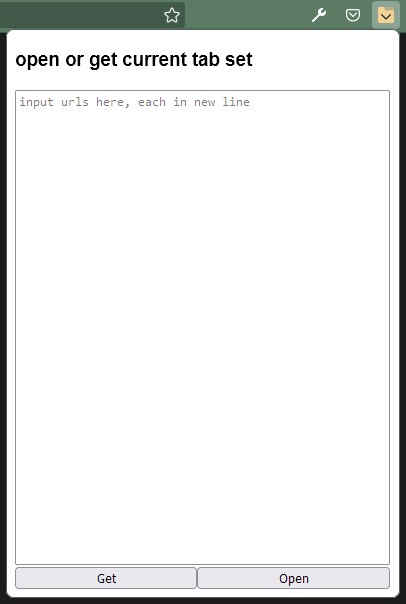 open or get current tab set
input urls here, each in new line
Get
Open